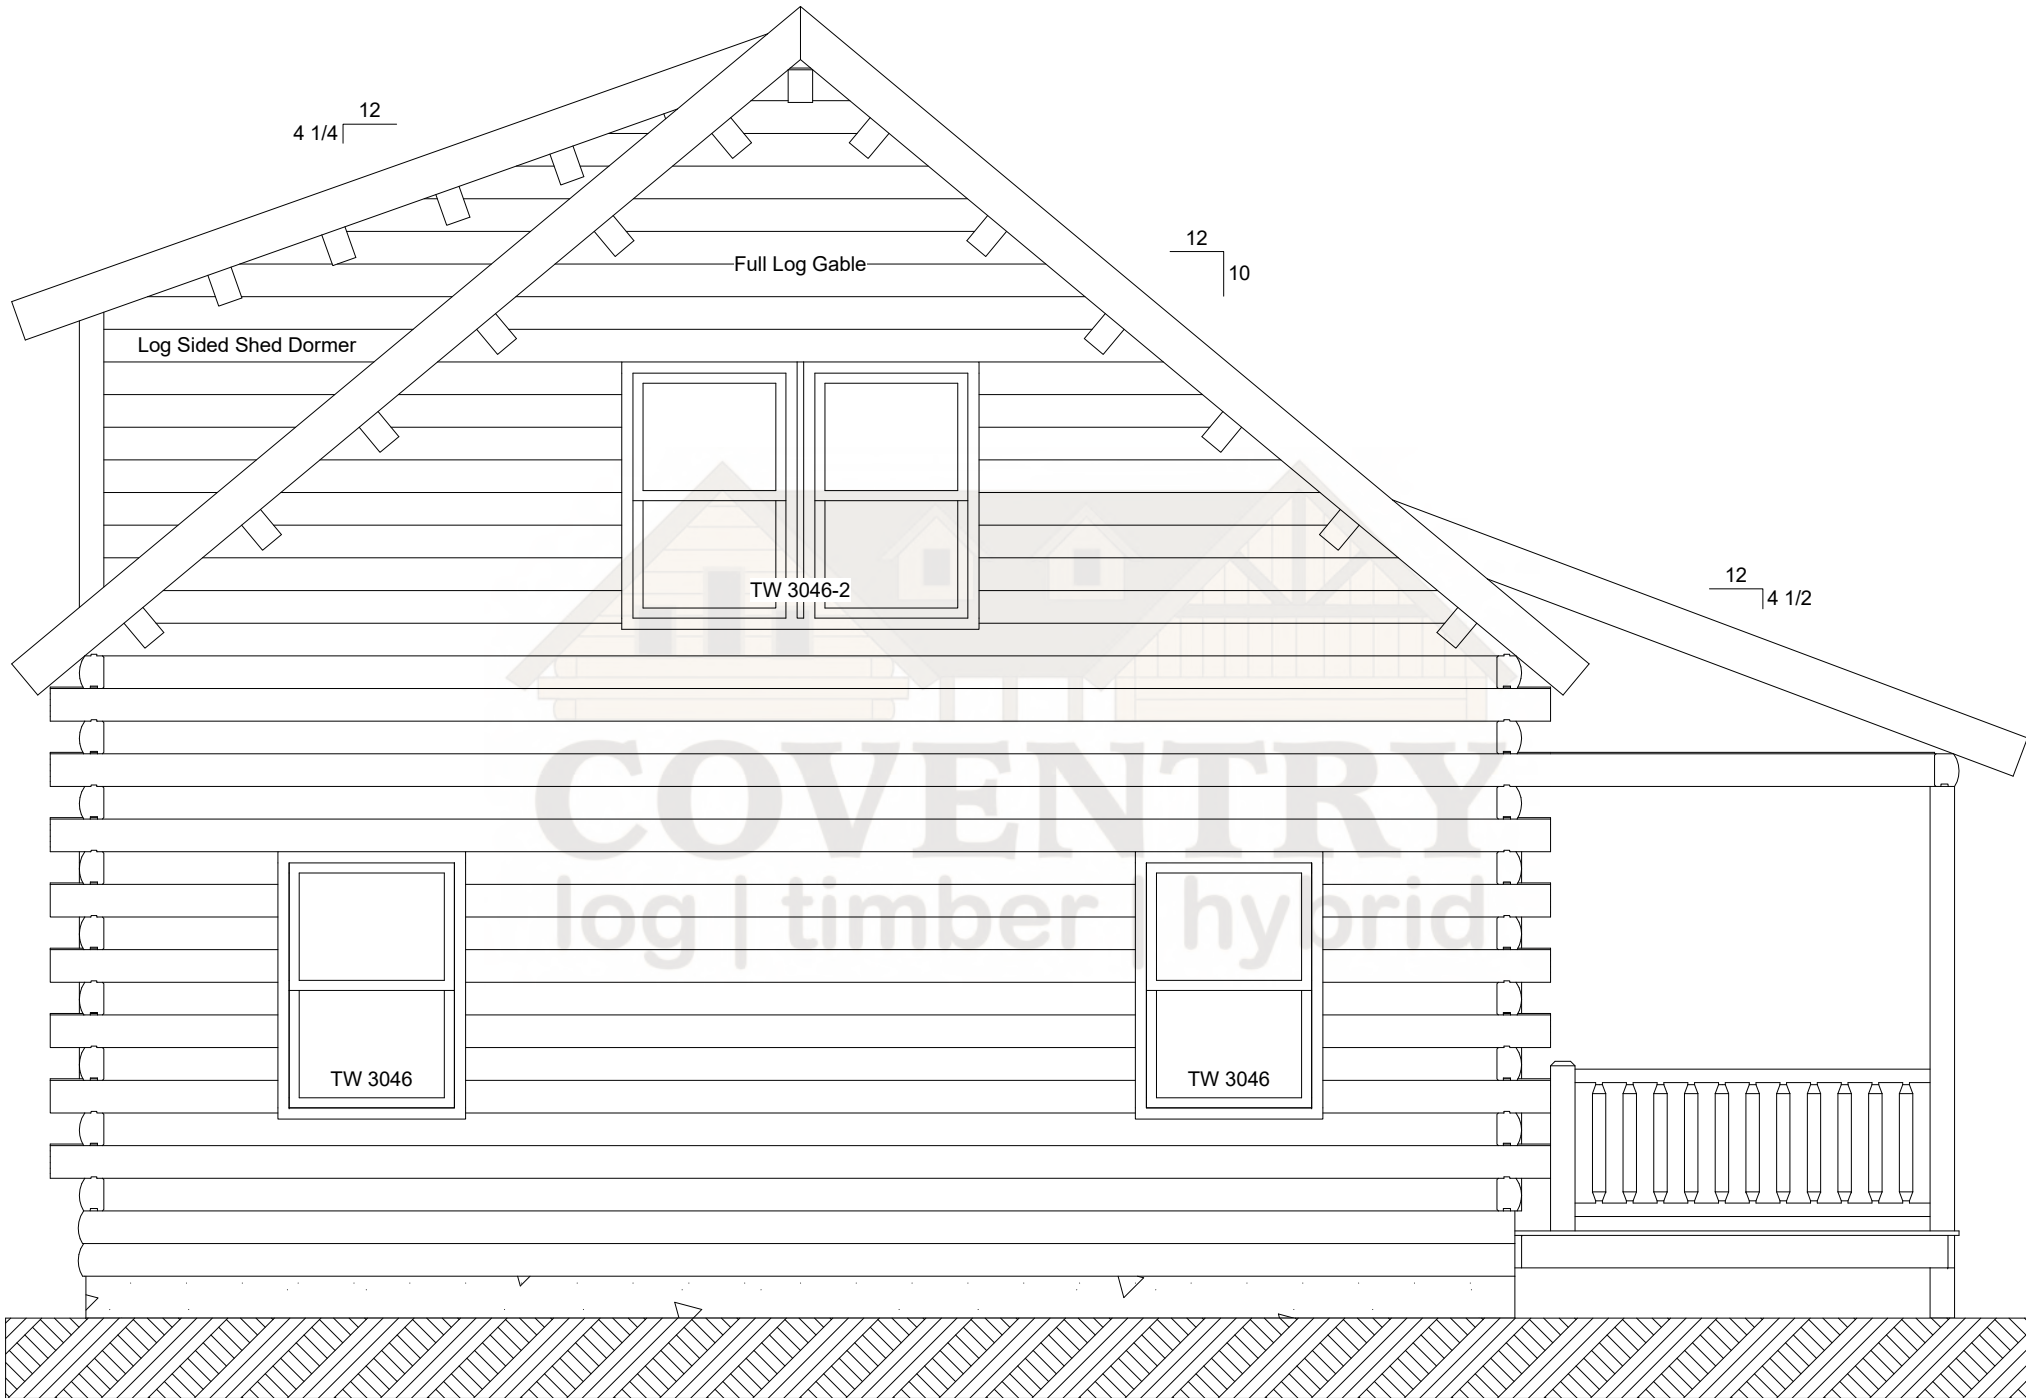 12
4 1/4
12
10
Full Log Gable
Log Sided Shed Dormer
TW 3046-2
12
4 1/2
COVENTRY
log | timber | hybrid
TW 3046
TW 3046